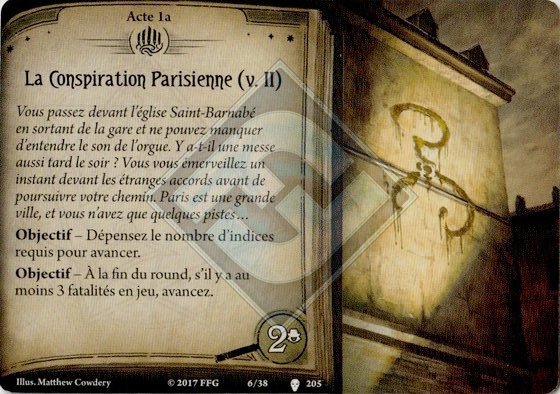 Acte 1a
La Conspiration Parisienne (v. II)
Vous passez devant l'église Saint-Barnabé
en sortant de la gare et ne pouvez manquer
d'entendre le son de l'orgue. Y a-t-il une messe
aussi tard le soir ? Vous vous émerveillez un
instant devant les étranges accords avant de
poursuivre votre chemin. Paris est une grande
ville, et vous n'avez que quelques pistes…
Objectif – Dépensez le nombre d'indices
requis pour avancer.
Objectif – À la fin du round, s'il y a au
moins 3 fatalités en jeu, avancez.
2
Illus. Matthew Cowdery © 2017 FFG 6/38 205